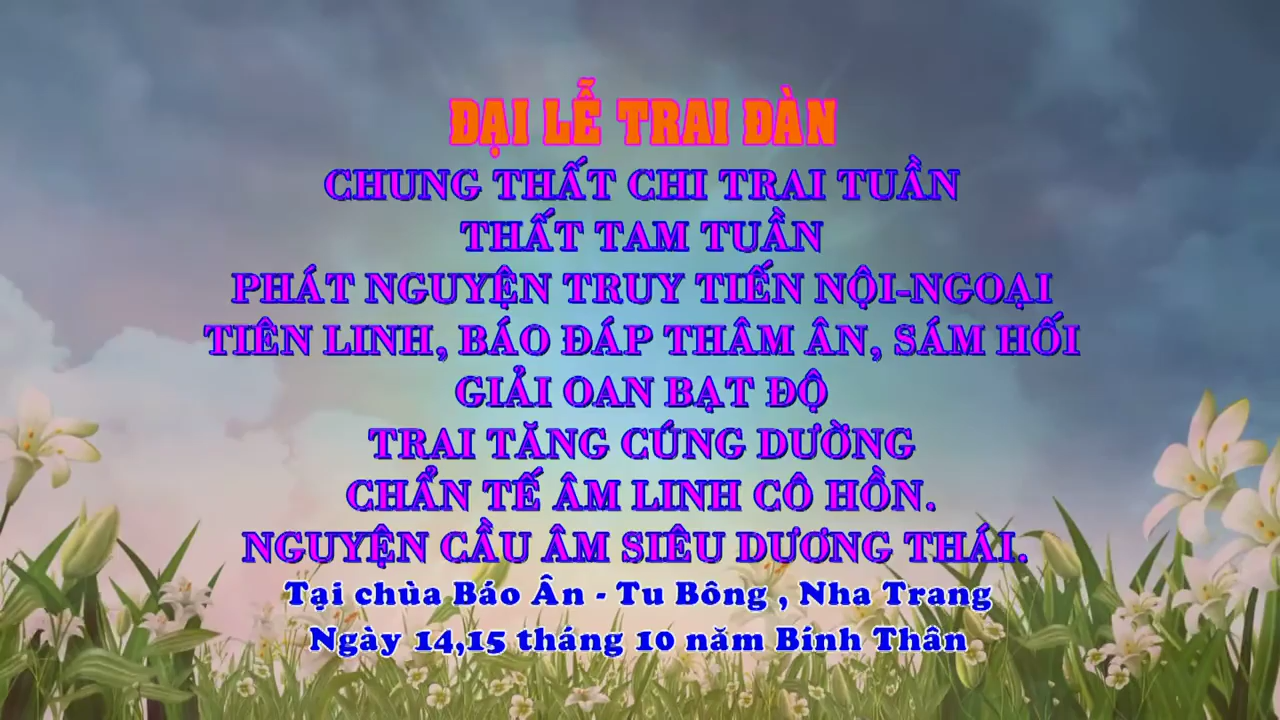 ĐẠI LỄ TRAI ĐÀN
CHUNG THẤT CHI TRAI TUẦN
THẤT TAM TUẦN
PHÁT NGUYỆN TRUY TIẾN NỘI-NGOẠI
TIÊN LINH, BÁO ĐÁP THÂM ÂN, SÁM HỐI
GIẢI OAN BẠT ĐỘ
TRAI TĂNG CÚNG DƯỜNG
CHẨN TẾ ÂM LINH CÔ HỒN.
NGUYỆN CẦU ÂM SIÊU DƯƠNG THÁI.
Tại chùa Báo Ân - Tu Bông , Nha Trang
Ngày 14,15 tháng 10 năm Bính Thân